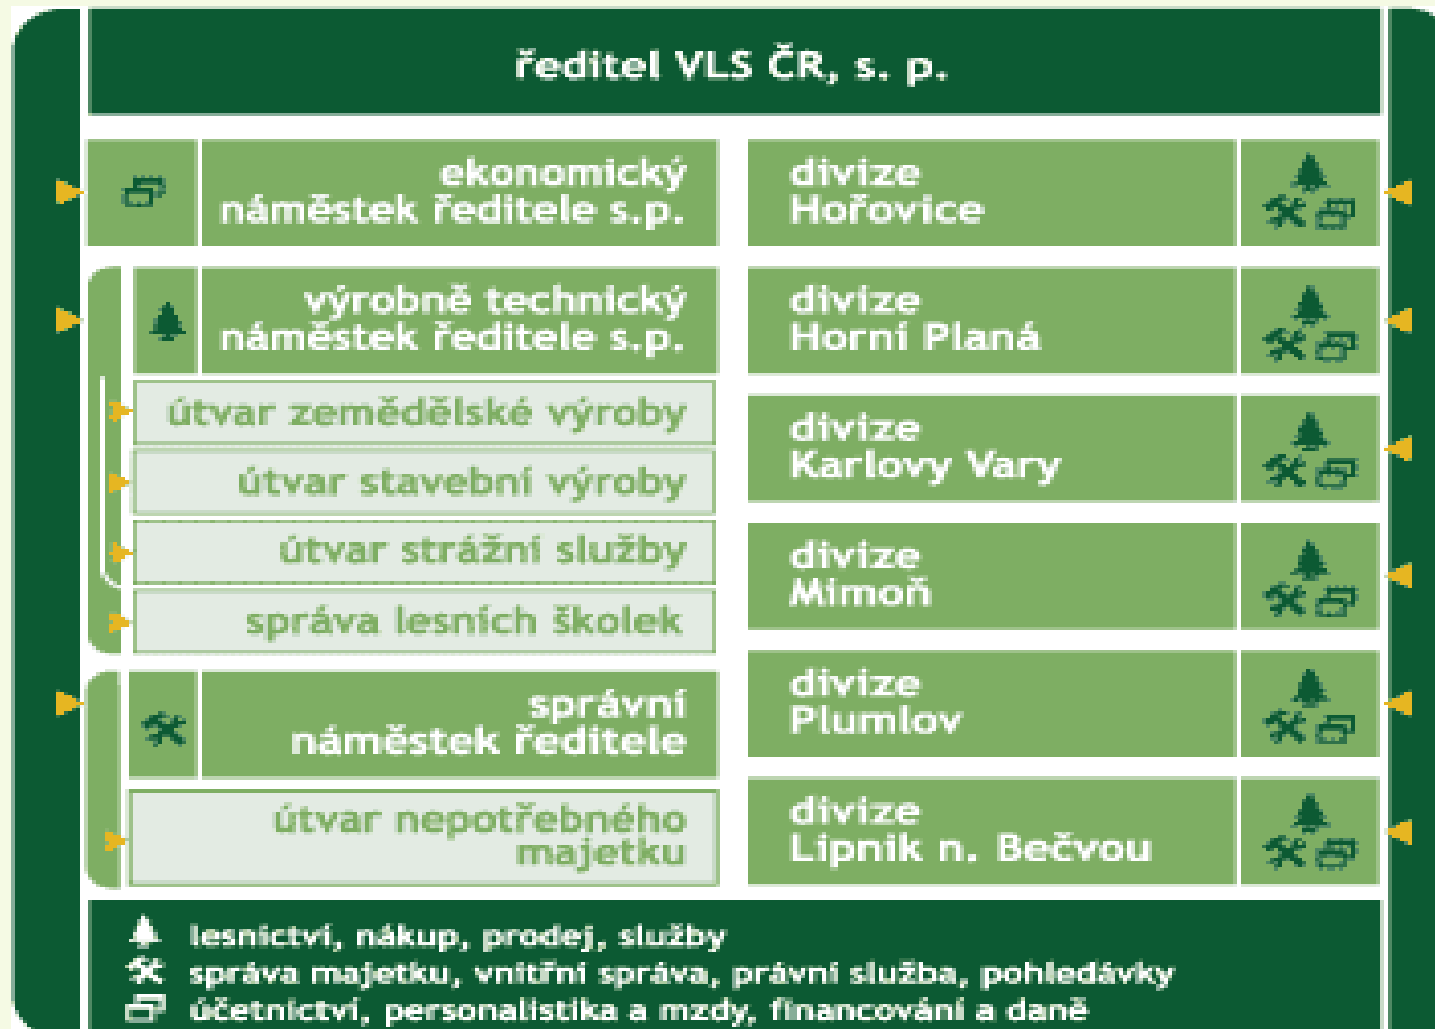 ředitel VLS ČR, s. p.
ekonomický
náměstek ředitele s.p.
výrobně technický
náměstek ředitele s.p.
útvar zemědělské výroby
útvar stavební výroby
útvar strážní služby
správa lesních školek
správní
náměstek ředitele
útvar nepotřebného
majetku
divize
Hořovice
divize
Horní Planá
divize
Karlovy Vary
divize
Mimoň
divize
Plumlov
divize
Lipnik n. Bečvou
lesnictví, nákup, prodej, služby
správa majetku, vnitřní správa, právní služba, pohledávky
účetnictví, personalistika a mzdy, financování a daně